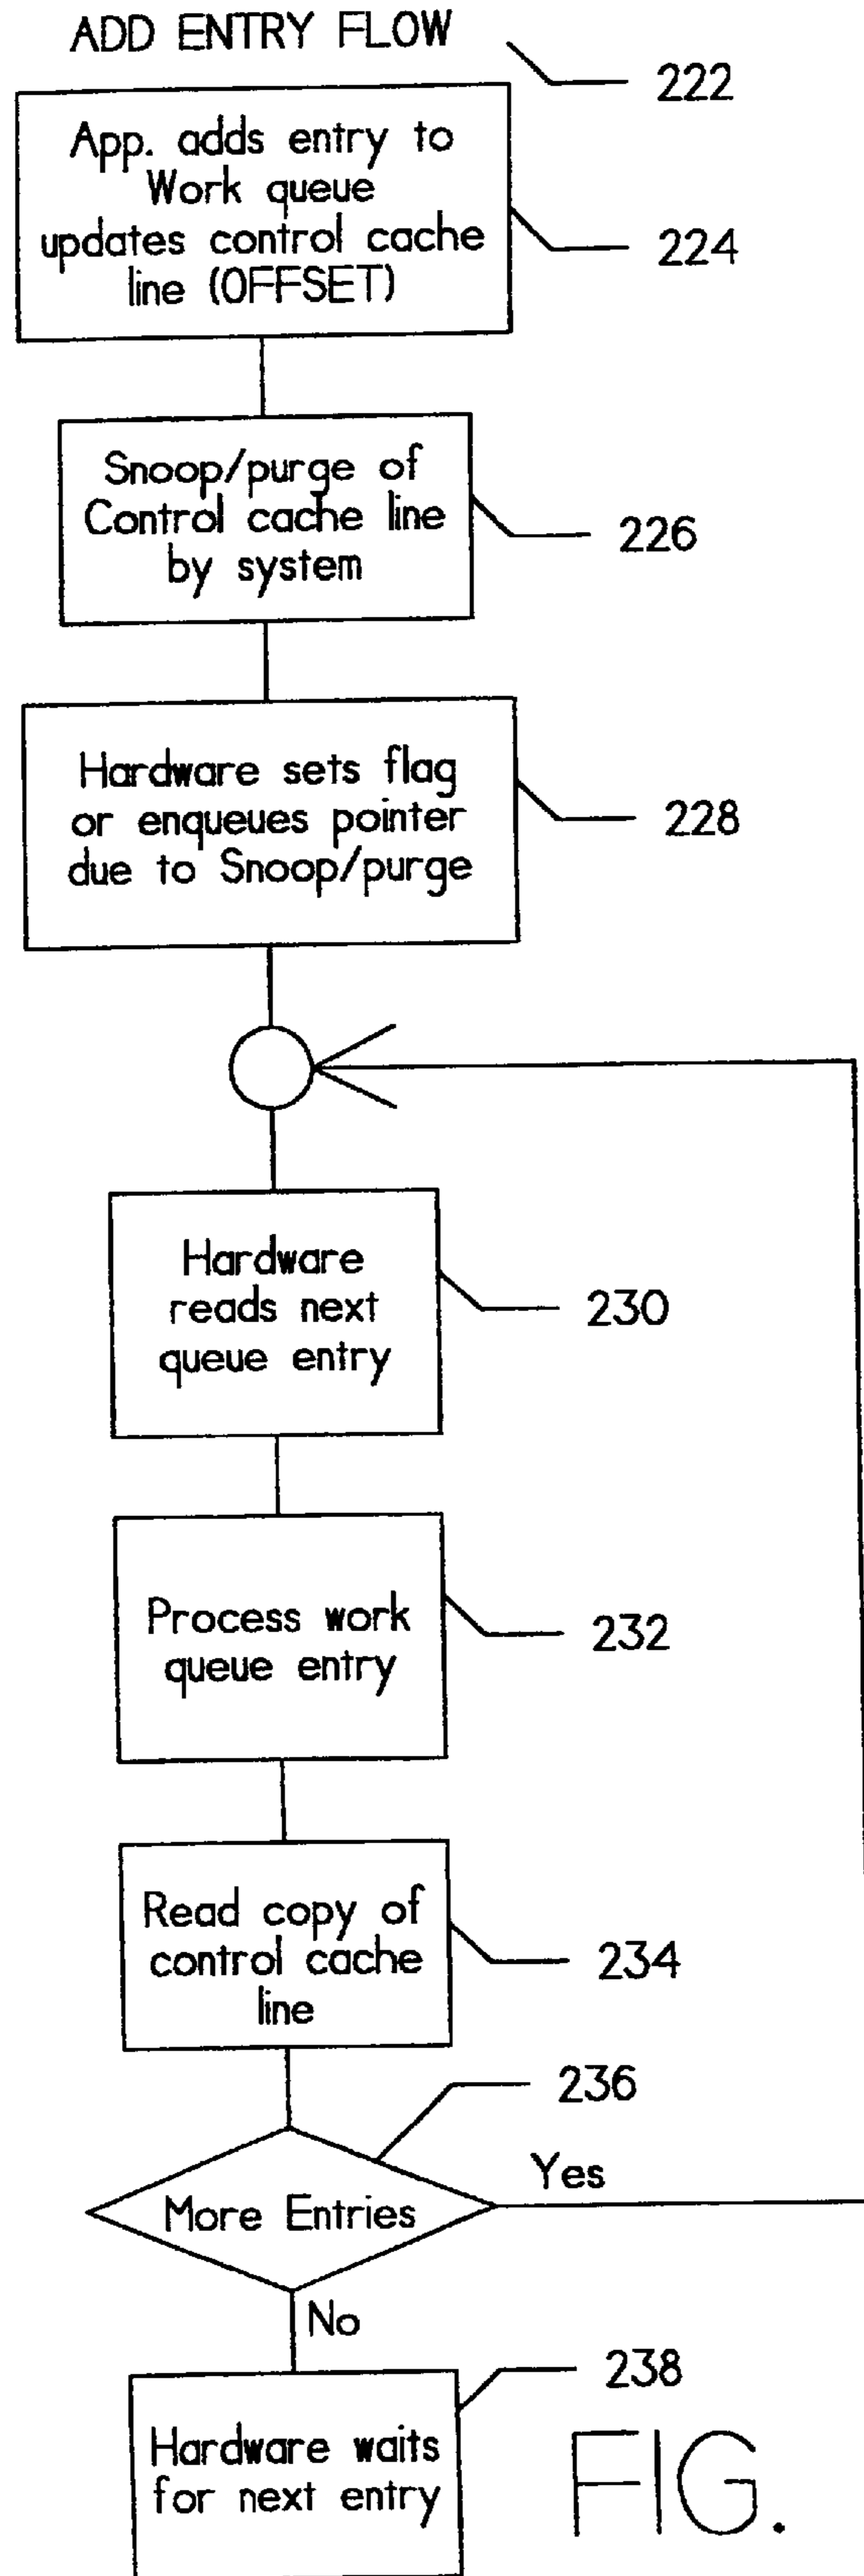 ADD ENTRY FLOW
222
App. adds entry to
Work queue
updates control cache
line (OFFSET)
224
Snoop/purge of
Control cache line
by system
226
Hardware sets flag
or enqueues pointer
due to Snoop/purge
228
Hardware
reads next
queue entry
230
Process work
queue entry
232
Read copy of
control cache
line
234
236
More Entries
Yes
No
238
Hardware waits
for next entry
FIG.